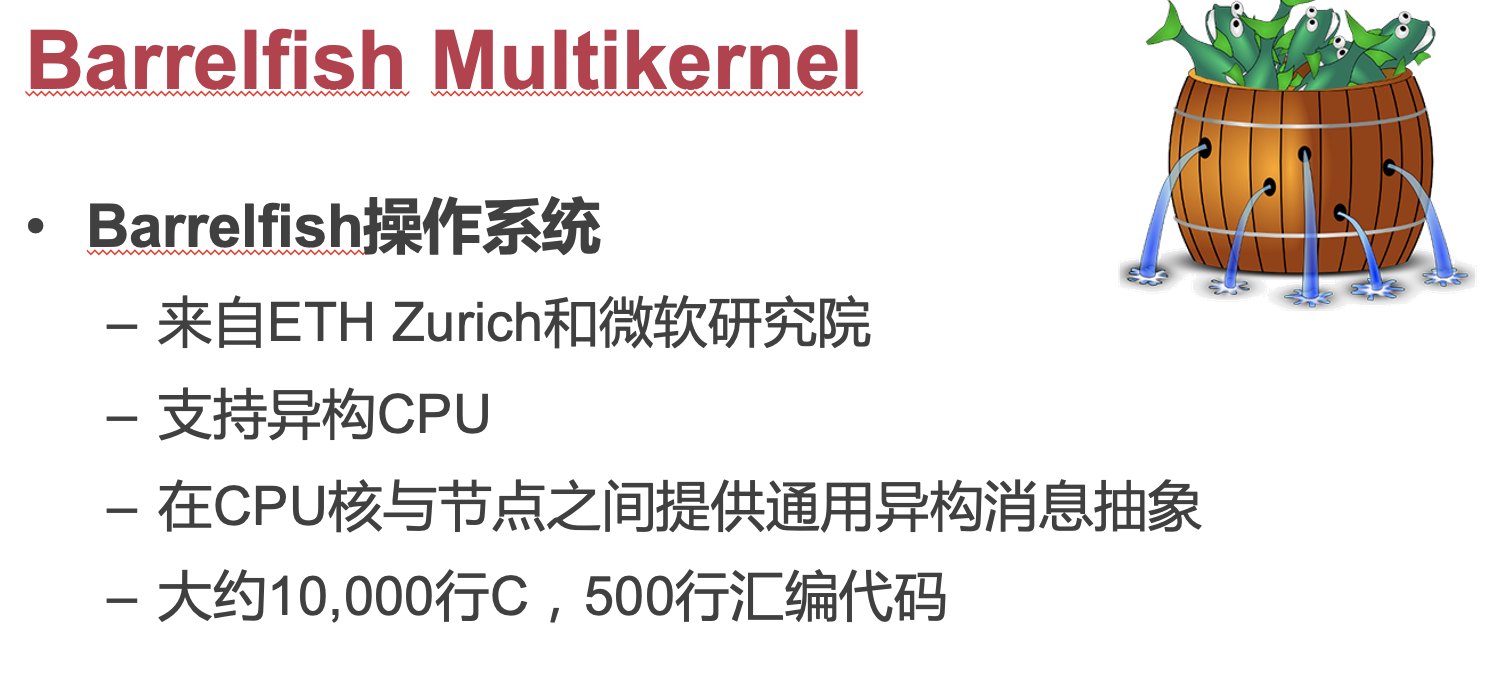 Barrelfish Multikernel
• Barrelfish操作系统
– 来自ETH Zurich和微软研究院
– 支持异构CPU
– 在CPU核与节点之间提供通用异构消息抽象
– 大约10,000行C，500行汇编代码